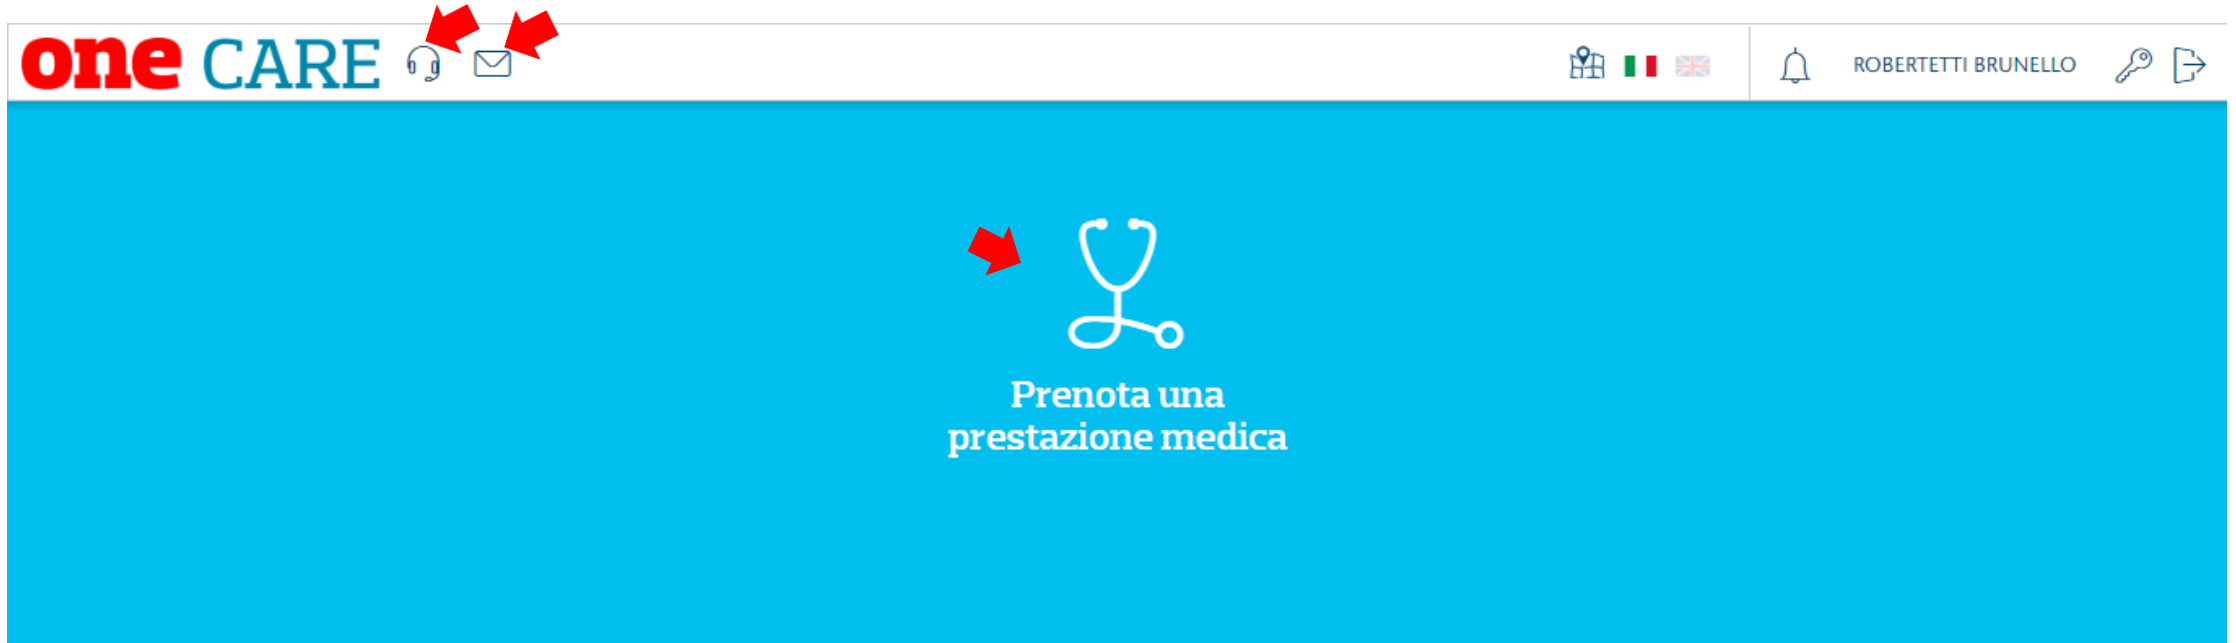 one CARE
ROBERTETTI BRUNELLO
Prenota una
prestazione medica